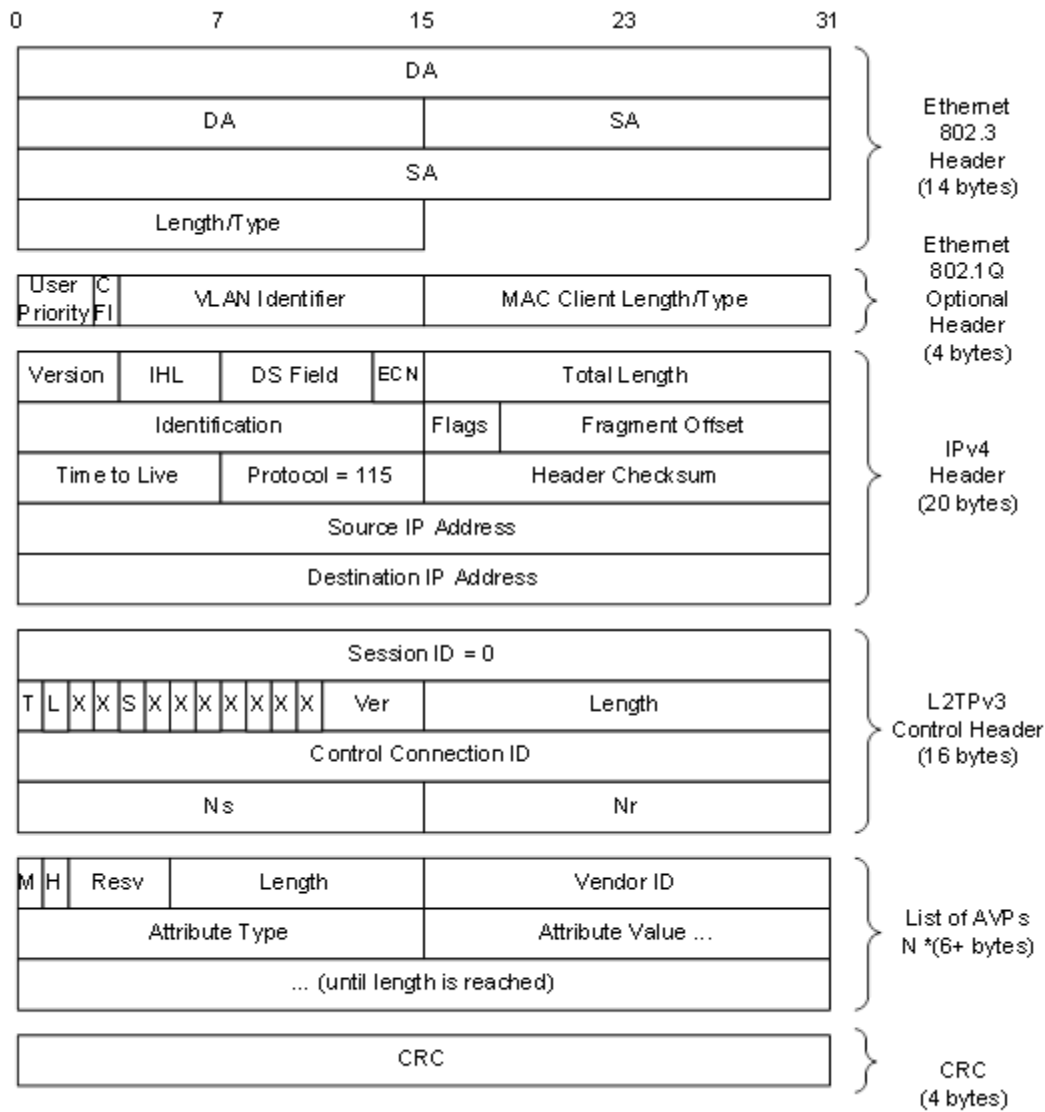 0 7 15 23 31
DA
DA SA
SA
Length/Type
Ethernet
802.3
Header
(14 bytes)
User
Priority
C
FI
VLAN Identifier
MAC Client Length/Type
Ethernet
802.1Q
Optional
Header
(4 bytes)
Version IHL DS Field ECN Total Length
Identification Flags Fragment Offset
Time to Live Protocol = 115 Header Checksum
Source IP Address
Destination IP Address
IPv4
Header
(20 bytes)
Session ID = 0
T L X X S X X X X X X X Ver Length
Control Connection ID
Ns Nr
L2TPv3
Control Header
(16 bytes)
M H Resv Length Vendor ID
Attribute Type Attribute Value ...
... (until length is reached)
List of AVPs
N *(6+ bytes)
CRC
CRC
(4 bytes)